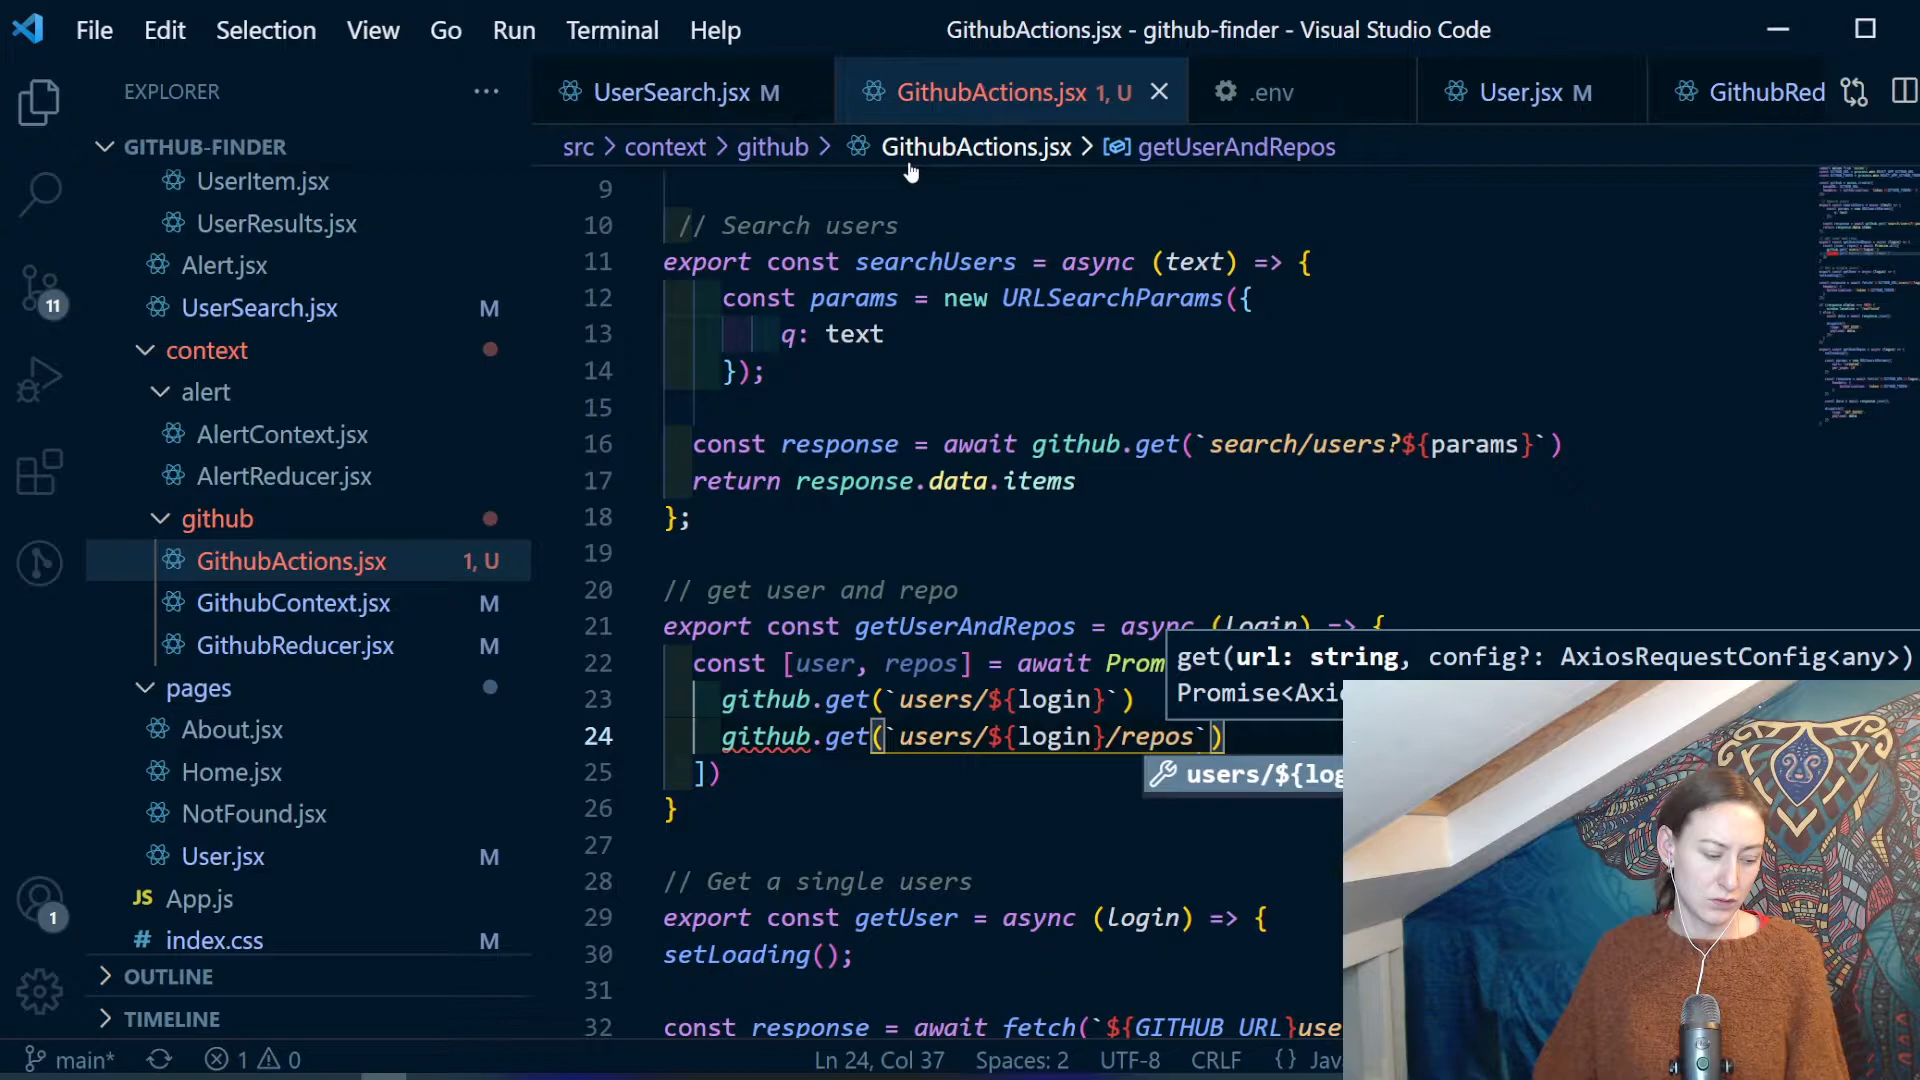 File Edit Selection View Go Run Terminal Help
GithubActions.jsx - github-finder - Visual Studio Code
EXPLORER
UserSearch.jsx M
GithubActions.jsx 1, U
.env
User.jsx M
GithubRed
GITHUB-FINDER
src > context > github > GithubActions.jsx > getUserAndRepos
UserItem.jsx
UserResults.jsx
Alert.jsx
UserSearch.jsx M
context
alert
AlertContext.jsx
AlertReducer.jsx
github
GithubActions.jsx 1, U
GithubContext.jsx M
GithubReducer.jsx M
pages
About.jsx
Home.jsx
NotFound.jsx
User.jsx M
JS App.js
# index.css M
OUTLINE
TIMELINE
11
1
9
10 // Search users
11 export const searchUsers = async (text) => {
12 const params = new URLSearchParams({
13 q: text
14 });
15
16 const response = await github.get(`search/users?${params}`)
17 return response.data.items
18 };
19
20 // get user and repo
21 export const getUserAndRepos = async (login) => {
22 const [user, repos] = await Prom
23 github.get(`users/${login}`)
24 github.get(`users/${login}/repos`)
25 ])
26 }
27
28 // Get a single users
29 export const getUser = async (login) => {
30 setLoading();
31
32 const response = await fetch(`${GITHUB_URL}use
get(url: string, config?: AxiosRequestConfig<any>)
Promise<Axi
users/${log
main* 1 0 Ln 24, Col 37 Spaces: 2 UTF-8 CRLF {} Jav